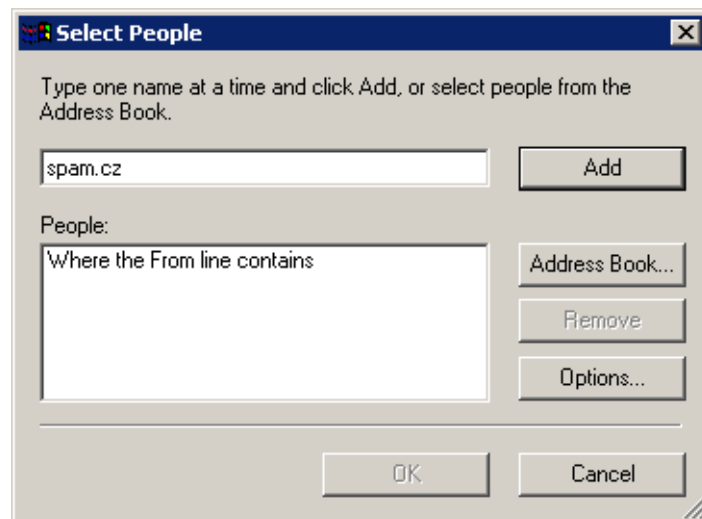 Select People
Type one name at a time and click Add, or select people from the
Address Book.
spam.cz
Add
People:
Where the From line contains
Address Book...
Remove
Options...
OK
Cancel